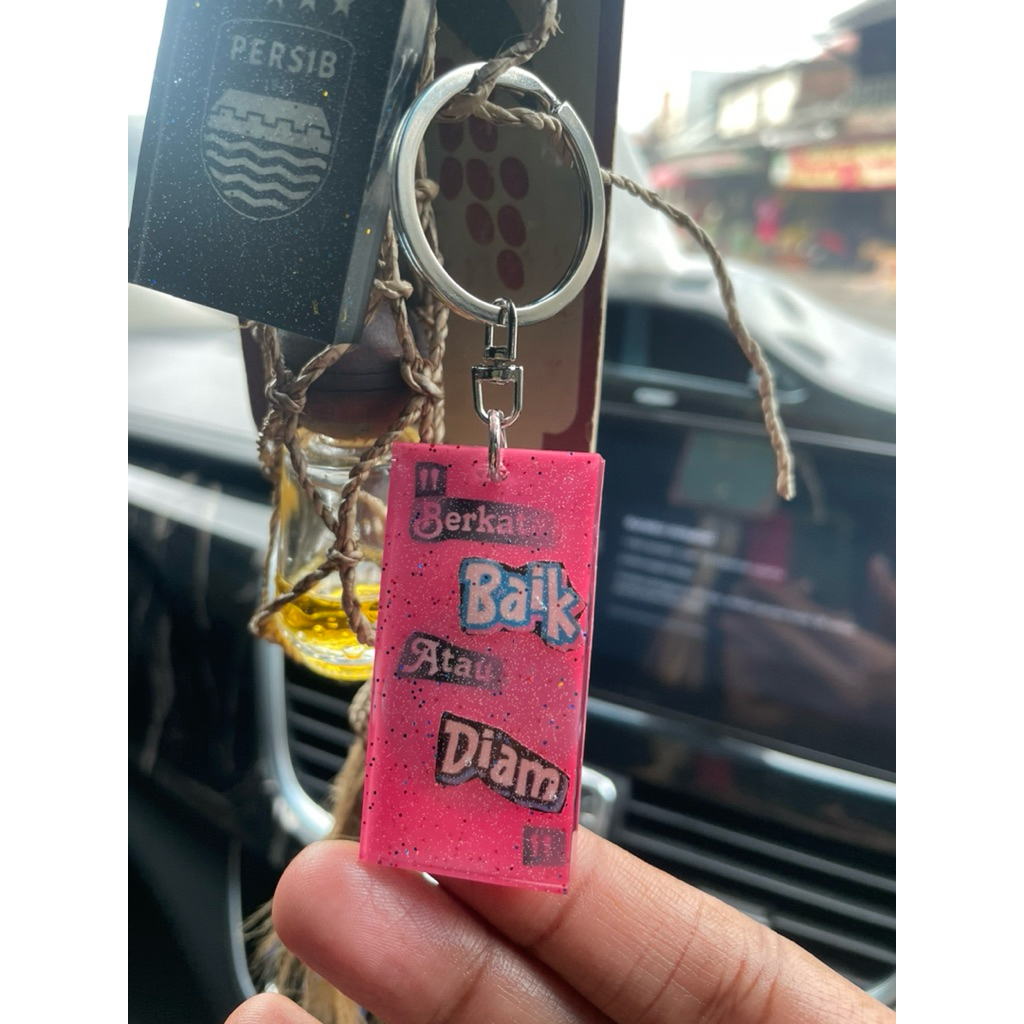 PERSIB
"
Berkata
Baik
Atau
Diam
"